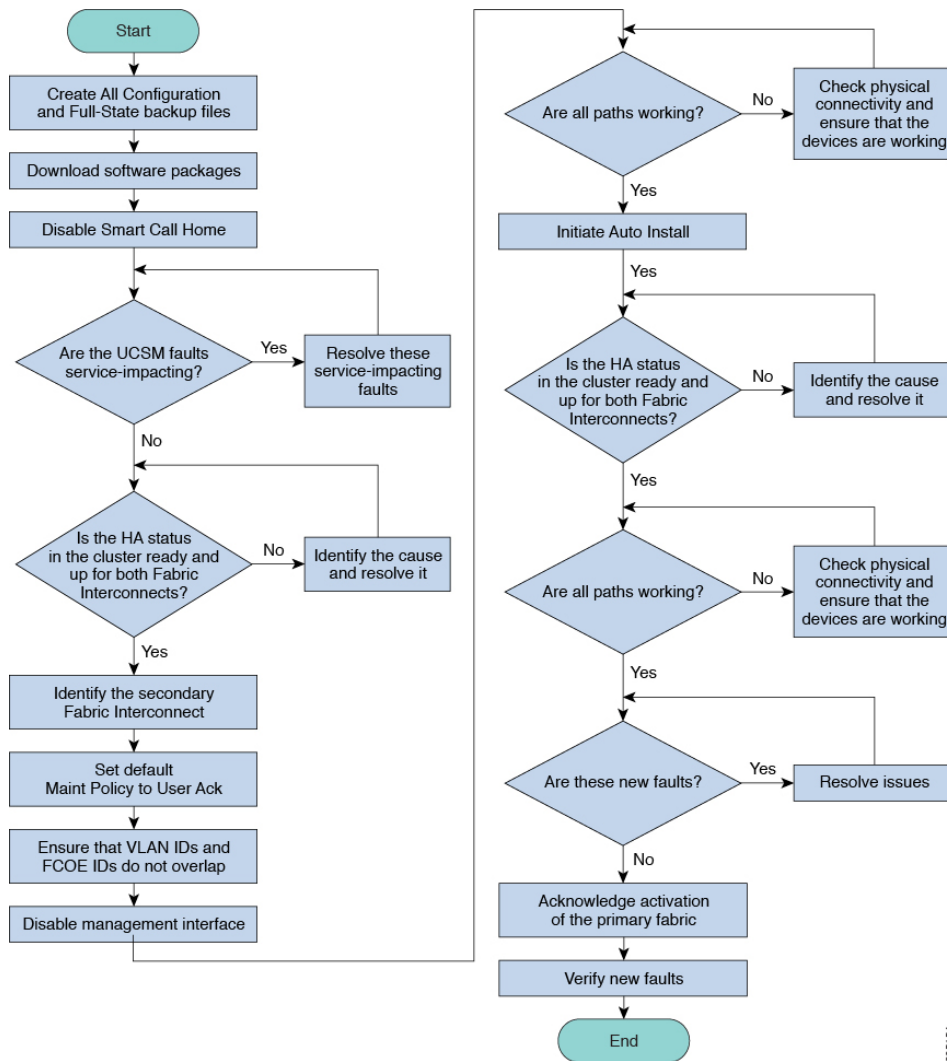 Start
Create All Configuration
and Full-State backup files
Download software packages
Disable Smart Call Home
Are the UCSM faults
service-impacting?
Yes
Resolve these
service-impacting
faults
No
Is the HA status
in the cluster ready and
up for both Fabric
Interconnects?
No
Identify the cause
and resolve it
Yes
Identify the secondary
Fabric Interconnect
Set default
Maint Policy to User Ack
Ensure that VLAN IDs and
FCOE IDs do not overlap
Disable management interface
Are all paths working?
No
Check physical
connectivity and
ensure that the
devices are working
Yes
Initiate Auto Install
Yes
Is the HA status
in the cluster ready and
up for both Fabric
Interconnects?
No
Identify the cause
and resolve it
Yes
Are all paths working?
No
Check physical
connectivity and
ensure that the
devices are working
Yes
Are these new faults?
Yes
Resolve issues
No
Acknowledge activation
of the primary fabric
Verify new faults
End